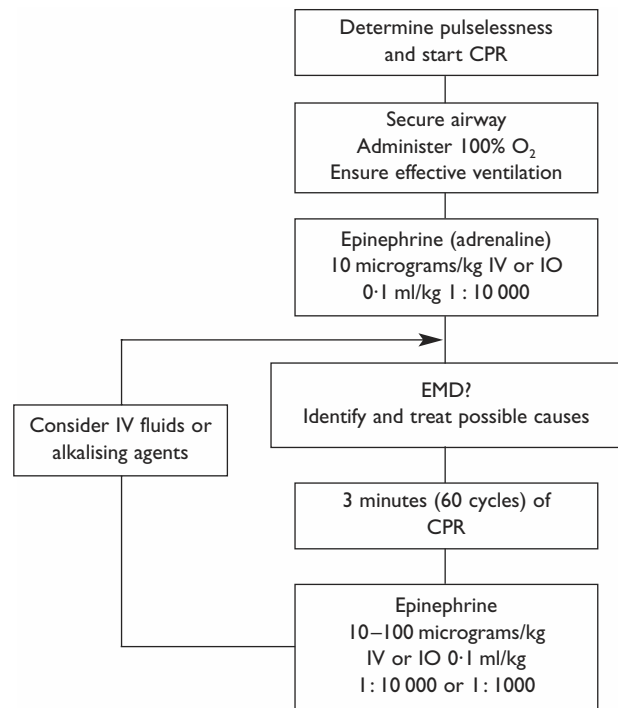 Determine pulselessness
and start CPR
Secure airway
Administer 100% O₂
Ensure effective ventilation
Epinephrine (adrenaline)
10 micrograms/kg IV or IO
0·1 ml/kg 1 : 10 000
EMD?
Identify and treat possible causes
Consider IV fluids or
alkalising agents
3 minutes (60 cycles) of
CPR
Epinephrine
10–100 micrograms/kg
IV or IO 0·1 ml/kg
1 : 10 000 or 1 : 1000